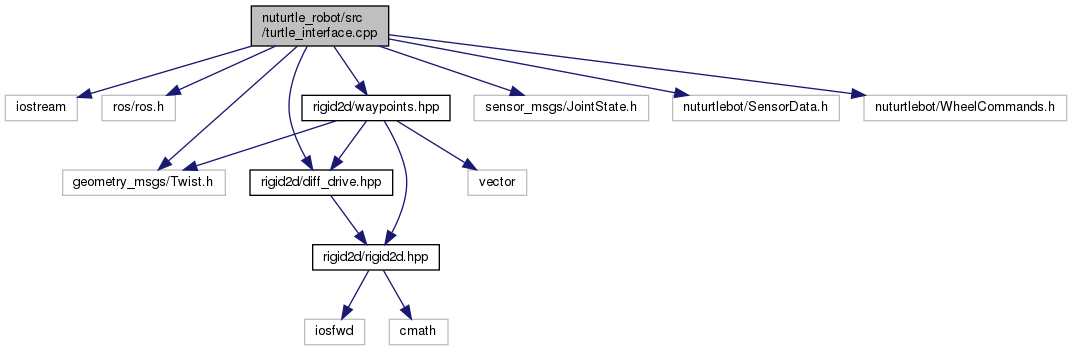 nuturtle_robot/src
/turtle_interface.cpp
iostream
ros/ros.h
rigid2d/waypoints.hpp
sensor_msgs/JointState.h
nuturtlebot/SensorData.h
nuturtlebot/WheelCommands.h
geometry_msgs/Twist.h
rigid2d/diff_drive.hpp
vector
rigid2d/rigid2d.hpp
iosfwd
cmath